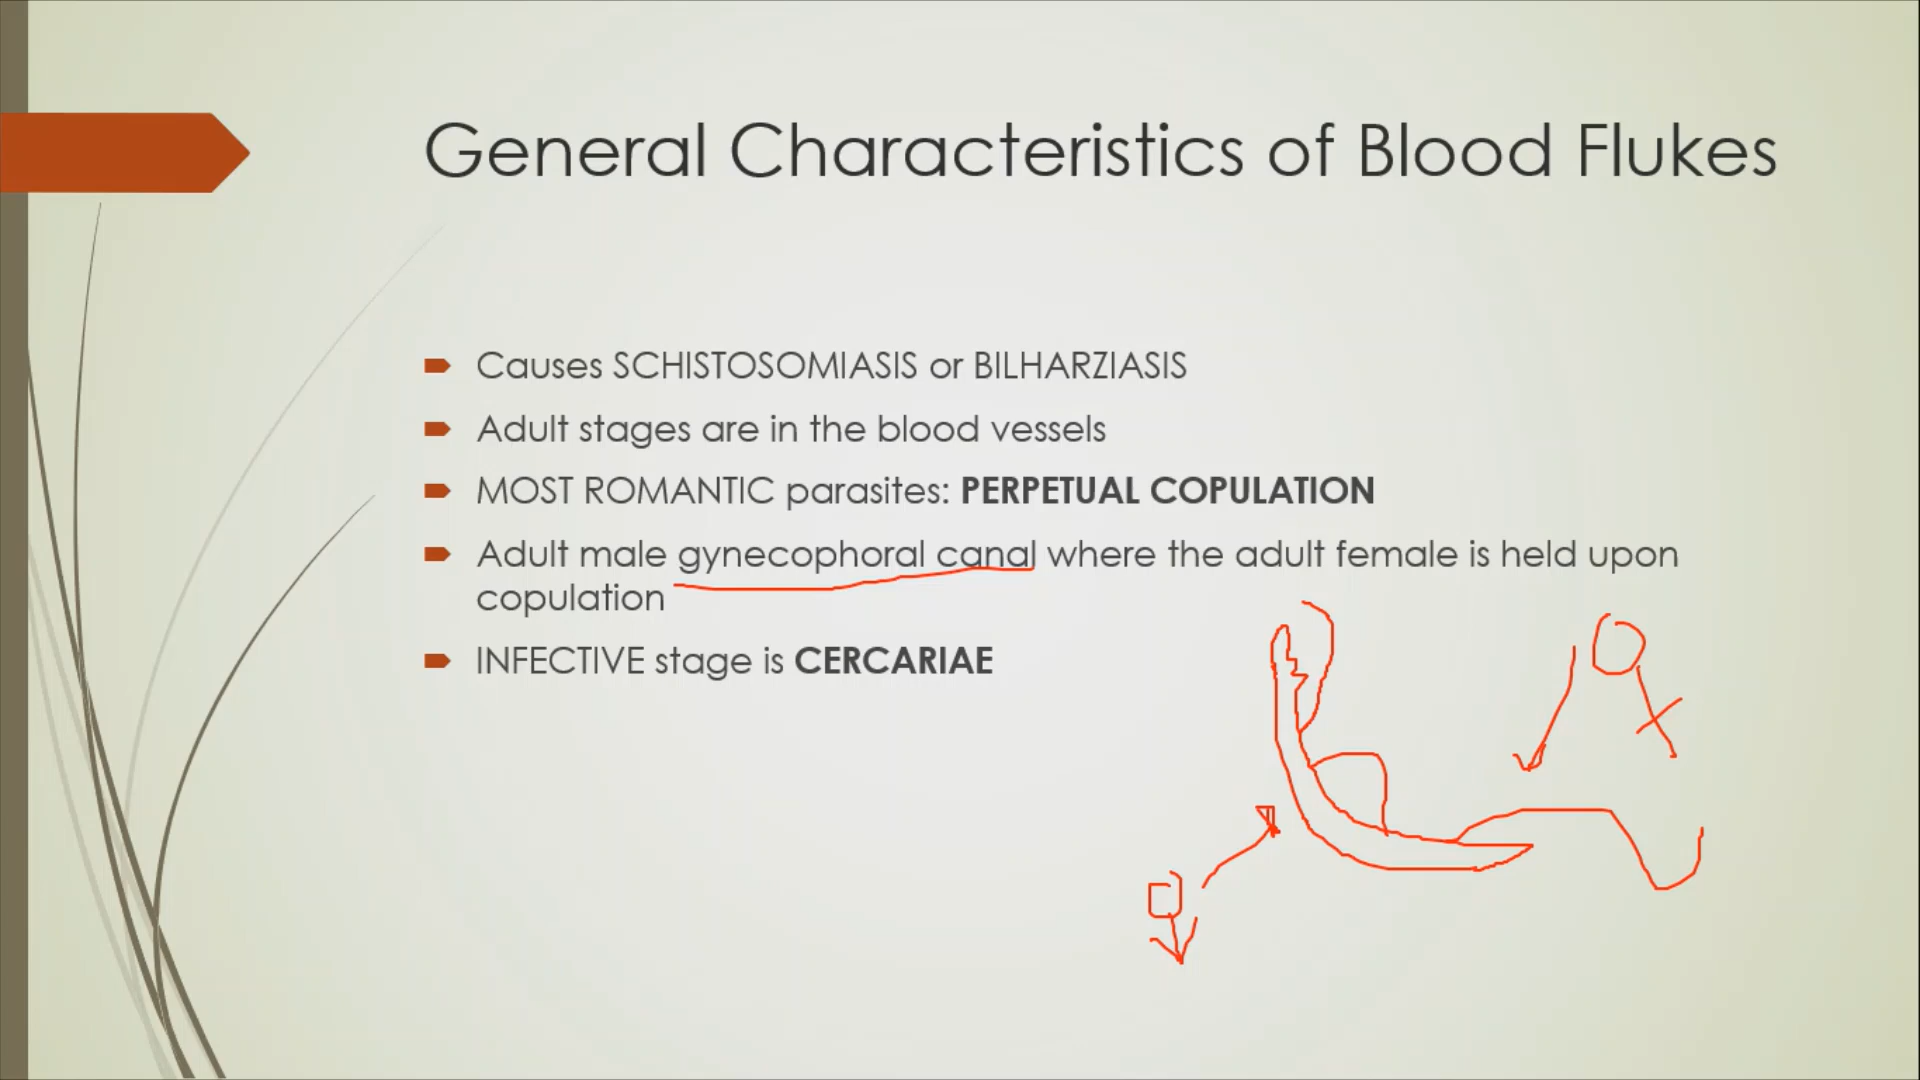 General Characteristics of Blood Flukes
Causes SCHISTOSOMIASIS or BILHARZIASIS
Adult stages are in the blood vessels
MOST ROMANTIC parasites: PERPETUAL COPULATION
Adult male gynecophoral canal where the adult female is held upon
copulation
INFECTIVE stage is CERCARIAE